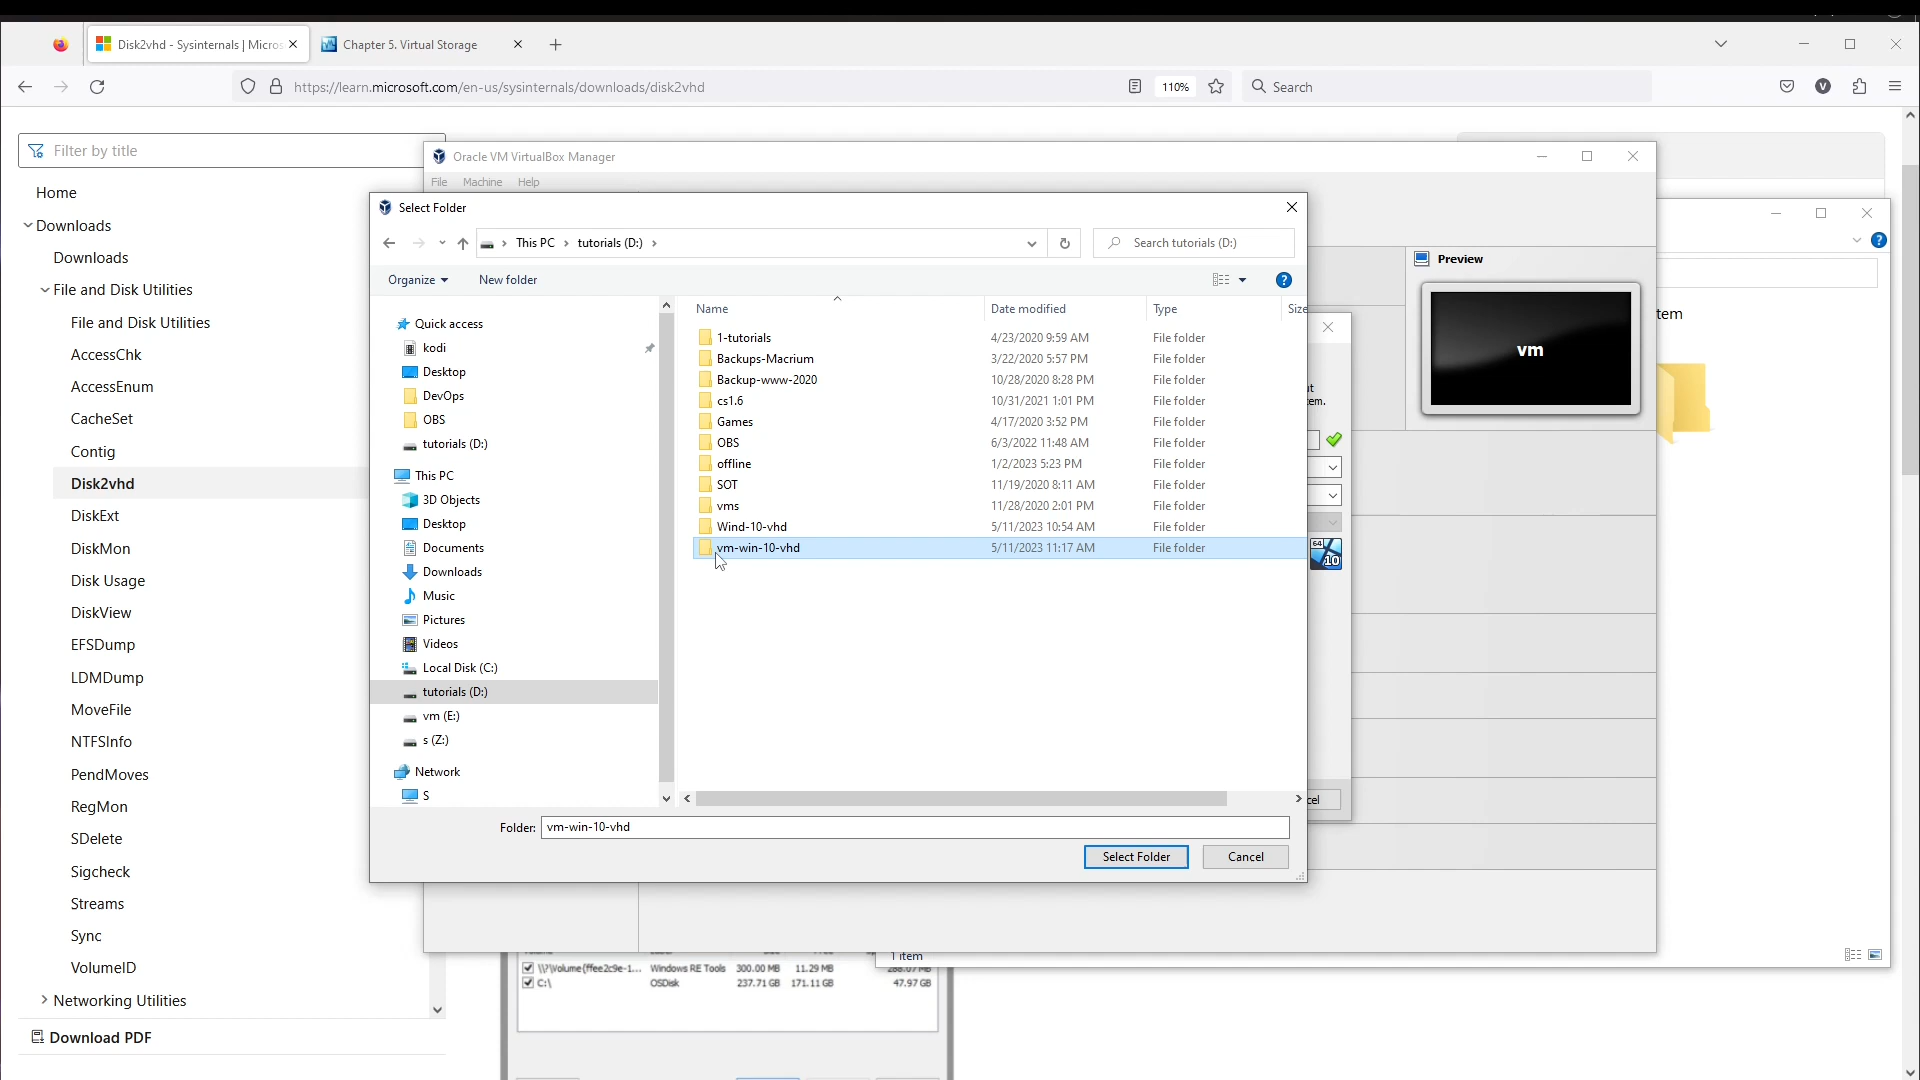 Disk2vhd - Sysinternals | Micros
Chapter 5. Virtual Storage
https://learn.microsoft.com/en-us/sysinternals/downloads/disk2vhd
110%
Search
V
Filter by title
Home
Downloads
Downloads
File and Disk Utilities
File and Disk Utilities
AccessChk
AccessEnum
CacheSet
Contig
Disk2vhd
DiskExt
DiskMon
Disk Usage
DiskView
EFSDump
LDMDump
MoveFile
NTFSInfo
PendMoves
RegMon
SDelete
Sigcheck
Streams
Sync
VolumeID
Networking Utilities
Download PDF
Oracle VM VirtualBox Manager
File Machine Help
Select Folder
This PC
tutorials (D:)
Search tutorials (D:)
Organize
New folder
Quick access
kodi
Desktop
DevOps
OBS
tutorials (D:)
This PC
3D Objects
Desktop
Documents
Downloads
Music
Pictures
Videos
Local Disk (C:)
tutorials (D:)
vm (E:)
s (Z:)
Network
S
Name Date modified Type Size
1-tutorials 4/23/2020 9:59 AM File folder
Backups-Macrium 3/22/2020 5:57 PM File folder
Backup-www-2020 10/28/2020 8:28 PM File folder
cs1.6 10/31/2021 1:01 PM File folder
Games 4/17/2020 3:52 PM File folder
OBS 6/3/2022 11:48 AM File folder
offline 1/2/2023 5:23 PM File folder
SOT 11/19/2020 8:11 AM File folder
vms 11/28/2020 2:01 PM File folder
Wind-10-vhd 5/11/2023 10:54 AM File folder
vm-win-10-vhd 5/11/2023 11:17 AM File folder
Folder: vm-win-10-vhd
Select Folder
Cancel
Preview
vm
tem
ut
em.
64
10
cel
1 item
\\?\Volume{ffee2c9e-1... Windows RE Tools 300.00 MB 11.29 MB 288.07 MB
C:\ OSDisk 237.71 GB 171.11 GB 47.97 GB